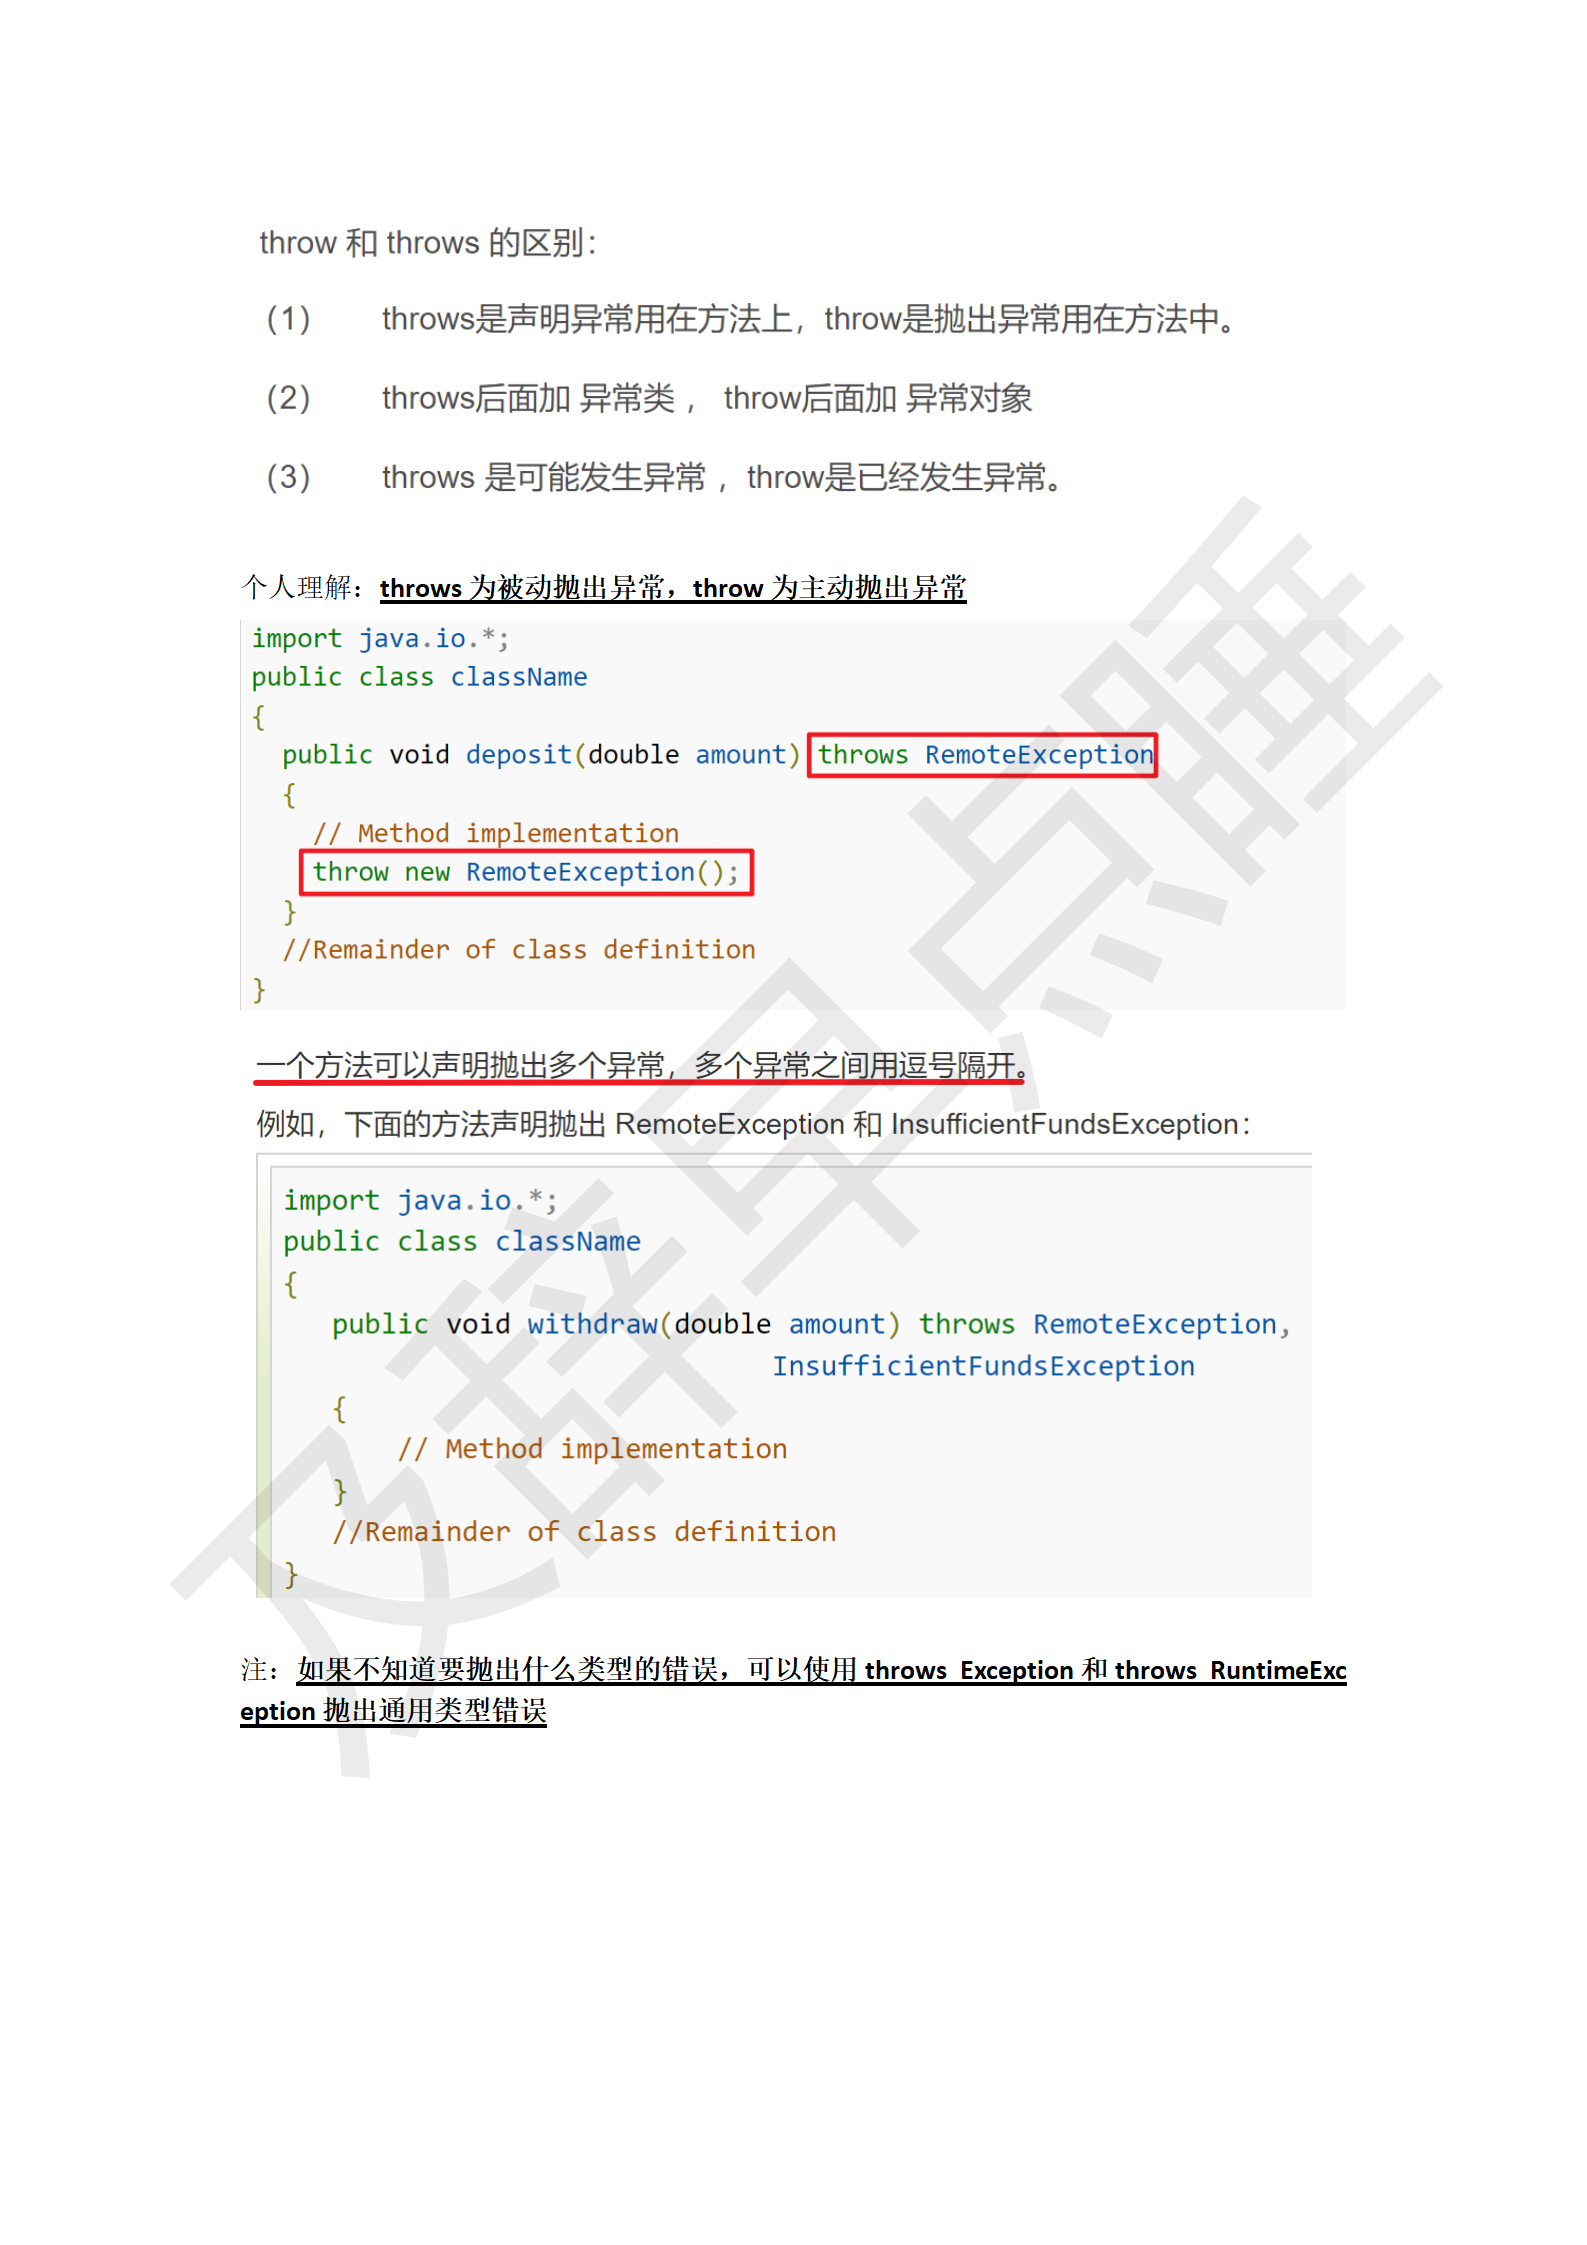 throw 和 throws 的区别：
（1） throws是声明异常用在方法上，throw是抛出异常用在方法中。
（2） throws后面加 异常类 ， throw后面加 异常对象
（3） throws 是可能发生异常 ，throw是已经发生异常。
个人理解：throws 为被动抛出异常，throw 为主动抛出异常
import java.io.*;
public class className
{
  public void deposit(double amount) throws RemoteException
  {
    // Method implementation
    throw new RemoteException();
  }
  //Remainder of class definition
}
一个方法可以声明抛出多个异常，多个异常之间用逗号隔开。
例如，下面的方法声明抛出 RemoteException 和 InsufficientFundsException：
import java.io.*;
public class className
{
   public void withdraw(double amount) throws RemoteException,
                              InsufficientFundsException
   {
       // Method implementation
   }
   //Remainder of class definition
}
注：如果不知道要抛出什么类型的错误，可以使用 throws Exception 和 throws RuntimeExc
eption 抛出通用类型错误
及辞早点睡